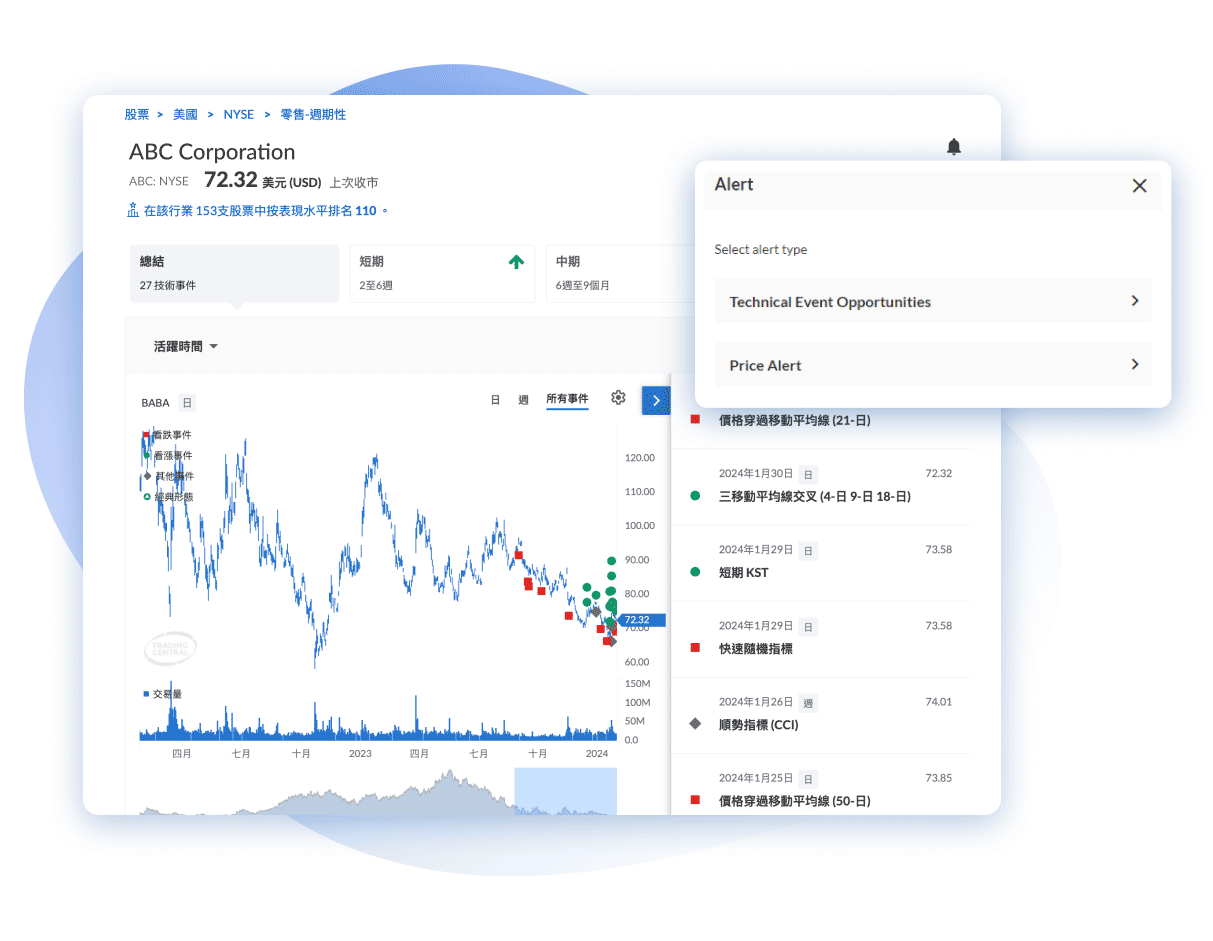 股票 > 美國 > NYSE > 零售-週期性
ABC Corporation
ABC: NYSE 72.32 美元 (USD) 上次收市
在該行業 153支股票中按表現水平排名 110 。
總結
27 技術事件
短期
2至6週
中期
6週至9個月
Alert
Select alert type
Technical Event Opportunities
Price Alert
活躍時間
BABA 日
日 週 所有事件
看跌事件
看漲事件
其他事件
經典形態
120.00
110.00
100.00
90.00
80.00
72.32
70.00
60.00
TRADING
CENTRAL
交易量
150M
100M
50M
0.0
四月 七月 十月 2023 四月 七月 十月 2024
價格穿過移動平均線 (21-日)
2024年1月30日 日 72.32
三移動平均線交叉 (4-日 9-日 18-日)
2024年1月29日 日 73.58
短期 KST
2024年1月29日 日 73.58
快速隨機指標
2024年1月26日 週 74.01
順勢指標 (CCI)
2024年1月25日 日 73.85
價格穿過移動平均線 (50-日)